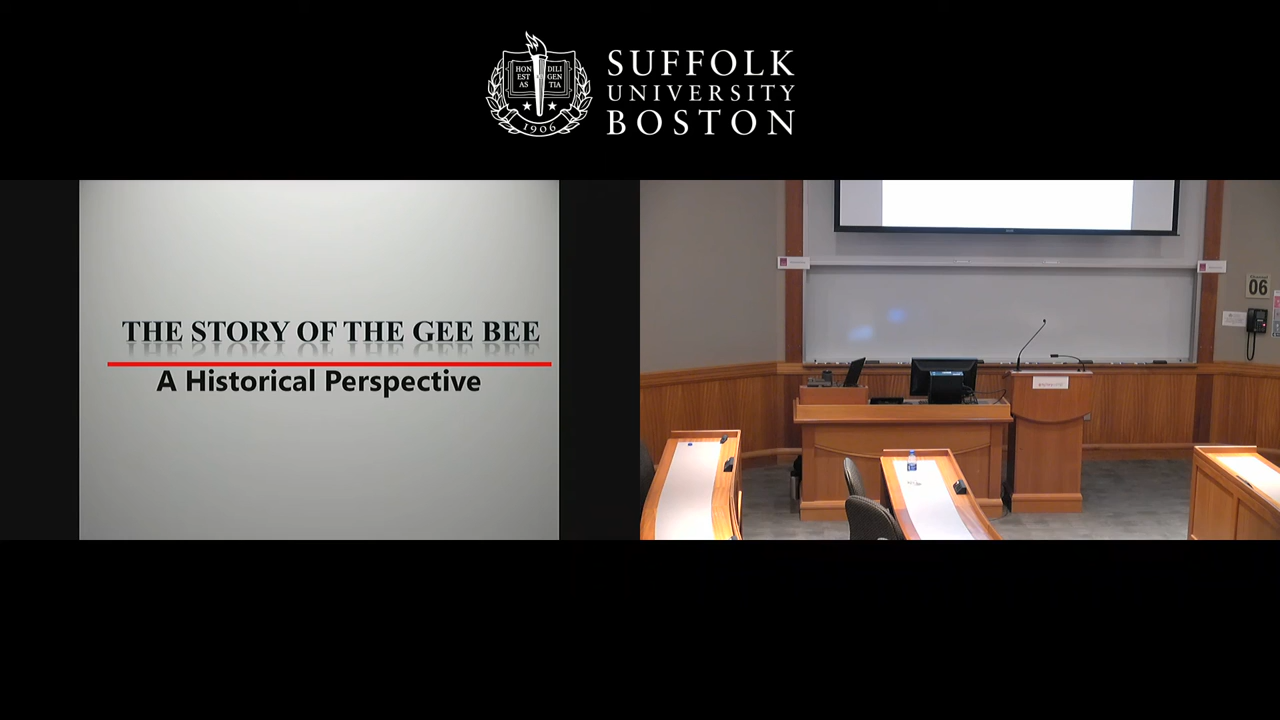 HON
EST
AS
DILI
GEN
TIA
1906
SUFFOLK
UNIVERSITY
BOSTON
THE STORY OF THE GEE BEE
A Historical Perspective
06